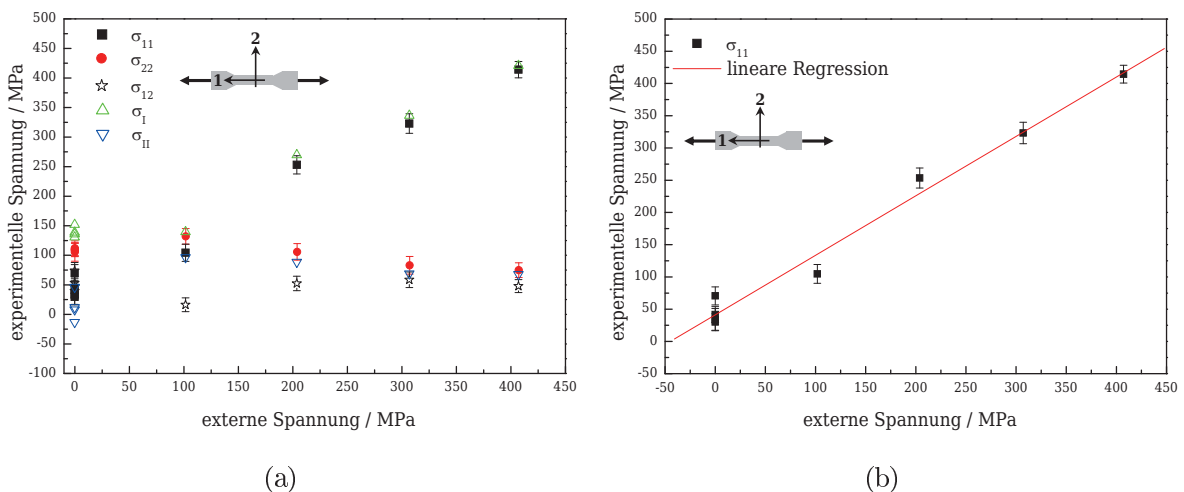 500
450
400
350
300
250
200
150
100
50
0
-50
-100
experimentelle Spannung / MPa
σ11
σ22
σ12
σI
σII
2
1
0 50 100 150 200 250 300 350 400 450
externe Spannung / MPa
(a)
500
450
400
350
300
250
200
150
100
50
0
-50
experimentelle Spannung / MPa
σ11
lineare Regression
2
1
-50 0 50 100 150 200 250 300 350 400 450
externe Spannung / MPa
(b)